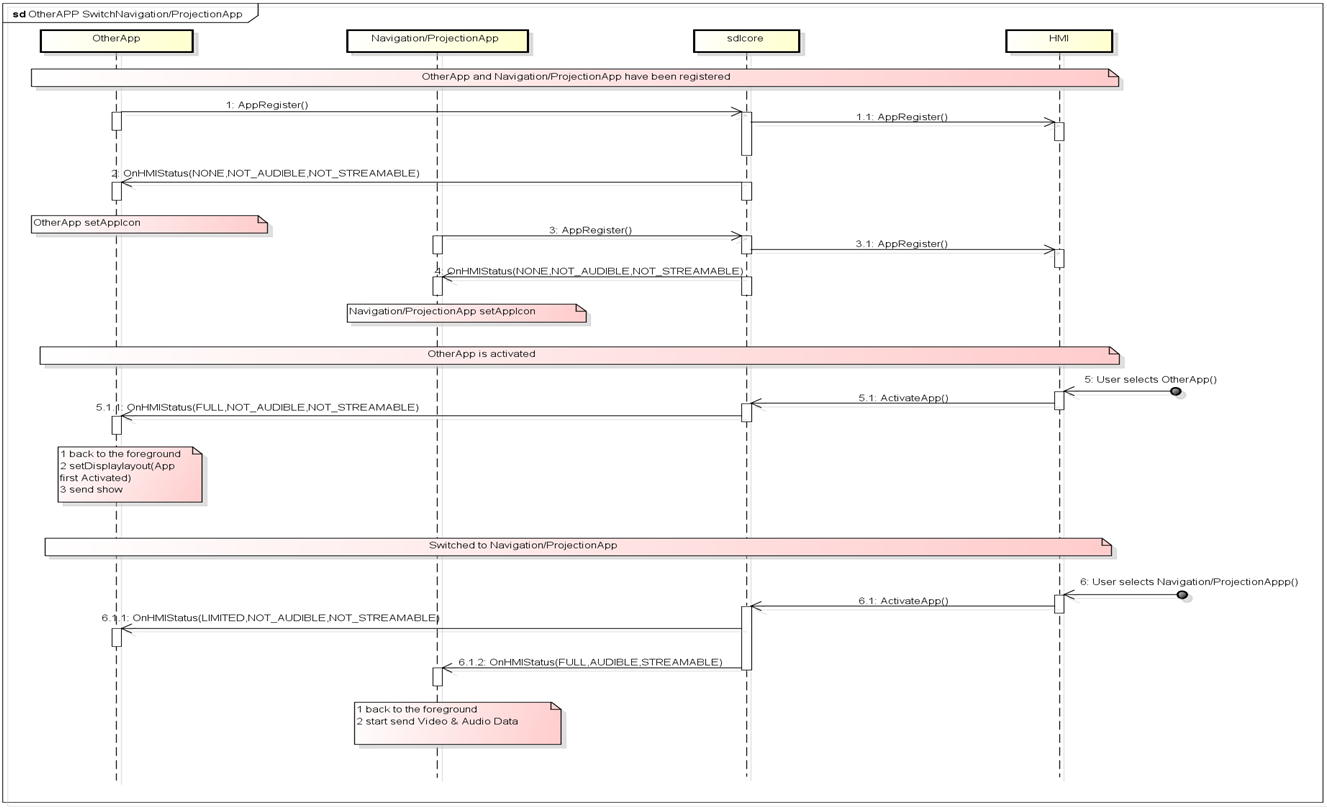 sd OtherAPP SwitchNavigation/ProjectionApp
OtherApp
Navigation/ProjectionApp
sdlcore
HMI
OtherApp and Navigation/ProjectionApp have been registered
1: AppRegister()
1.1: AppRegister()
2: OnHMIStatus(NONE,NOT_AUDIBLE,NOT_STREAMABLE)
OtherApp setAppIcon
3: AppRegister()
3.1: AppRegister()
4: OnHMIStatus(NONE,NOT_AUDIBLE,NOT_STREAMABLE)
Navigation/ProjectionApp setAppIcon
OtherApp is activated
5: User selects OtherApp()
5.1: ActivateApp()
5.1.1: OnHMIStatus(FULL,NOT_AUDIBLE,NOT_STREAMABLE)
1 back to the foreground
2 setDisplaylayout(App
first Activated)
3 send show
Switched to Navigation/ProjectionApp
6: User selects Navigation/ProjectionAppp()
6.1: ActivateApp()
6.1.1: OnHMIStatus(LIMITED,NOT_AUDIBLE,NOT_STREAMABLE)
6.1.2: OnHMIStatus(FULL,AUDIBLE,STREAMABLE)
1 back to the foreground
2 start send Video & Audio Data